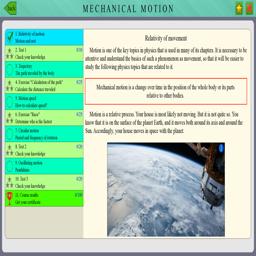 Back
MECHANICAL MOTION
1. Relativity of motion
Motion and rest
2. Test 1
Check your knowledge
3. Trajectory
The path traveled by the body
4. Exercise "Calculation of the path"
Calculate the distance traveled
5. Motion speed
How to calculate speed?
6. Exercise "Race"
Determine who is the fastest
7. Circular motion
Period and frequency of rotation
8. Test 2
Check your knowledge
9. Oscillating motion
Pendulums
10. Test 3
Check your knowledge
11. Course results
Get your certificate
Relativity of movement
Motion is one of the key topics in physics that is used in many of its chapters. It is necessary to be
attentive and understand the basics of such a phenomenon as movement, so that it will be easier to
study the following physics topics that are related to it.
Mechanical motion is a change over time in the position of the whole body or its parts
relative to other bodies.
Motion is a relative process. Your house is most likely not moving. But it is not quite so. You
know that it is on the surface of the planet Earth, and it moves both around its axis and around the
Sun. Accordingly, your house moves in space with the planet.